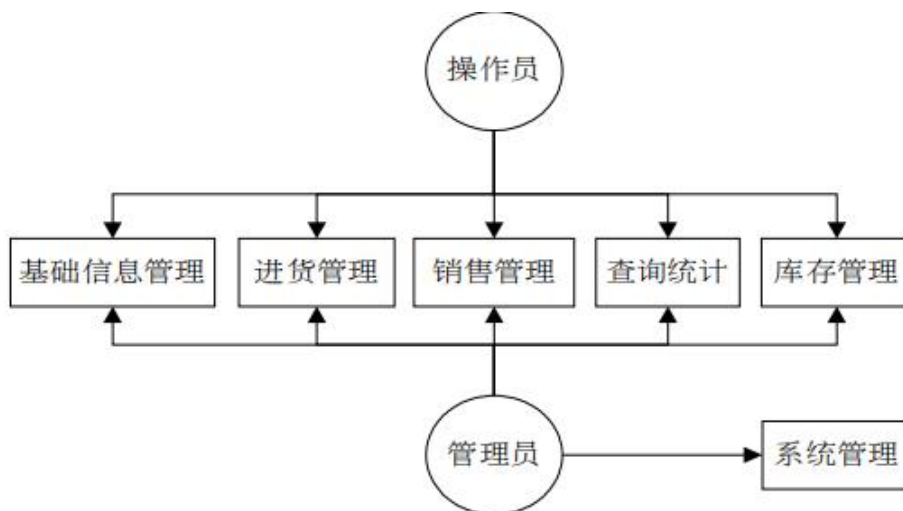 操作员
基础信息管理
进货管理
销售管理
查询统计
库存管理
管理员
系统管理